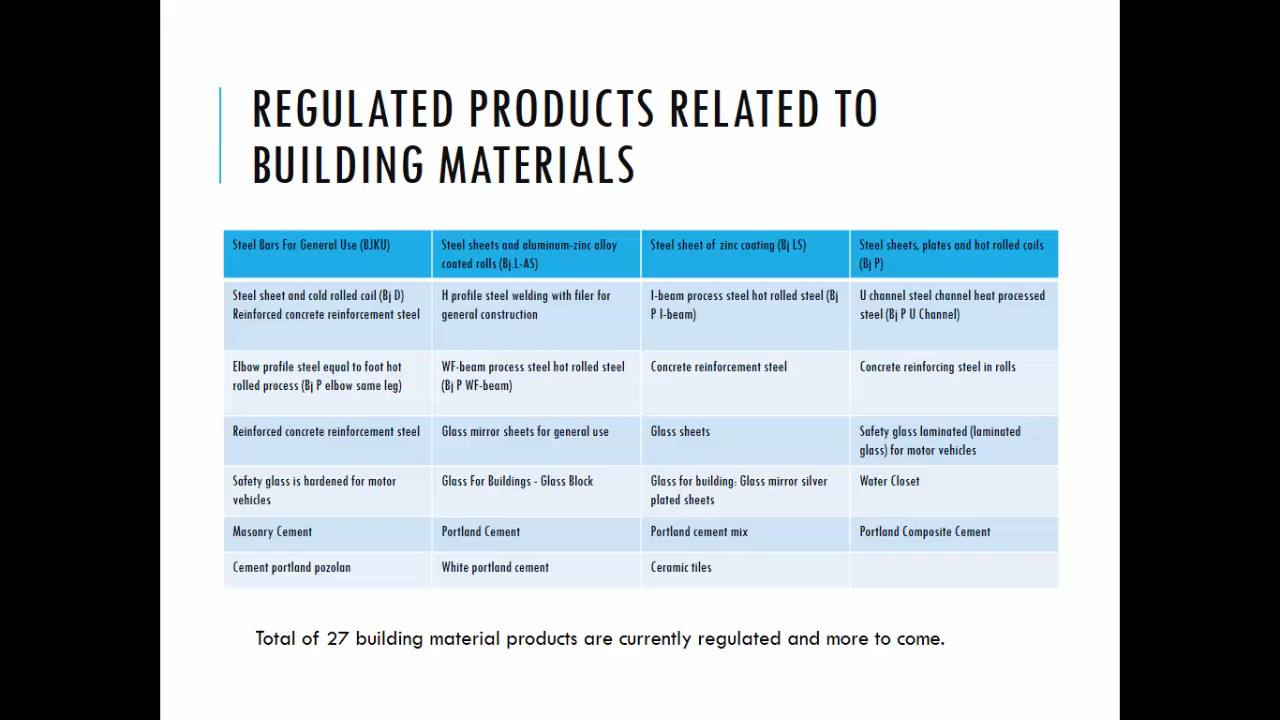 REGULATED PRODUCTS RELATED TO
BUILDING MATERIALS
Steel Bars For General Use (BJKU)
Steel sheets and aluminum-zinc alloy
coated rolls (Bj.L-AS)
Steel sheet of zinc coating (Bj LS)
Steel sheets, plates and hot rolled coils
(Bj P)
Steel sheet and cold rolled coil (Bj D)
Reinforced concrete reinforcement steel
H profile steel welding with filer for
general construction
I-beam process steel hot rolled steel (Bj
P I-beam)
U channel steel channel heat processed
steel (Bj P U Channel)
Elbow profile steel equal to foot hot
rolled process (Bj P elbow same leg)
WF-beam process steel hot rolled steel
(Bj P WF-beam)
Concrete reinforcement steel
Concrete reinforcing steel in rolls
Reinforced concrete reinforcement steel
Glass mirror sheets for general use
Glass sheets
Safety glass laminated (laminated
glass) for motor vehicles
Safety glass is hardened for motor
vehicles
Glass For Buildings - Glass Block
Glass for building: Glass mirror silver
plated sheets
Water Closet
Masonry Cement
Portland Cement
Portland cement mix
Portland Composite Cement
Cement portland pozolan
White portland cement
Ceramic tiles
Total of 27 building material products are currently regulated and more to come.